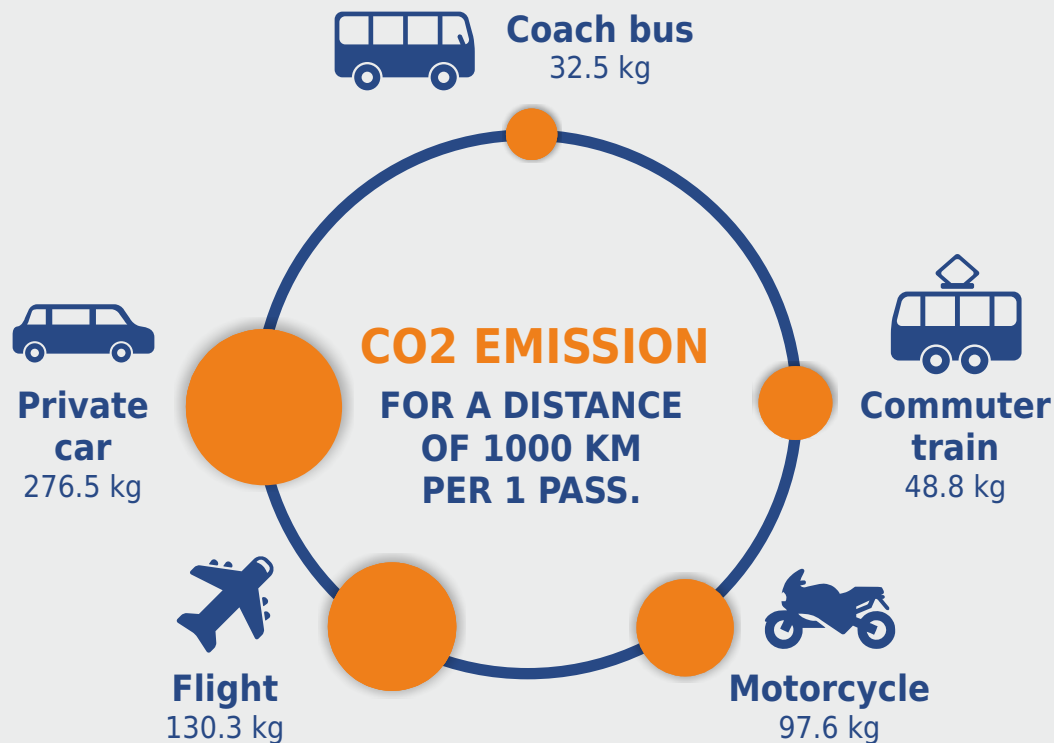 Coach bus
32.5 kg
CO2 EMISSION
FOR A DISTANCE
OF 1000 KM
PER 1 PASS.
Commuter
train
48.8 kg
Motorcycle
97.6 kg
Flight
130.3 kg
Private
car
276.5 kg